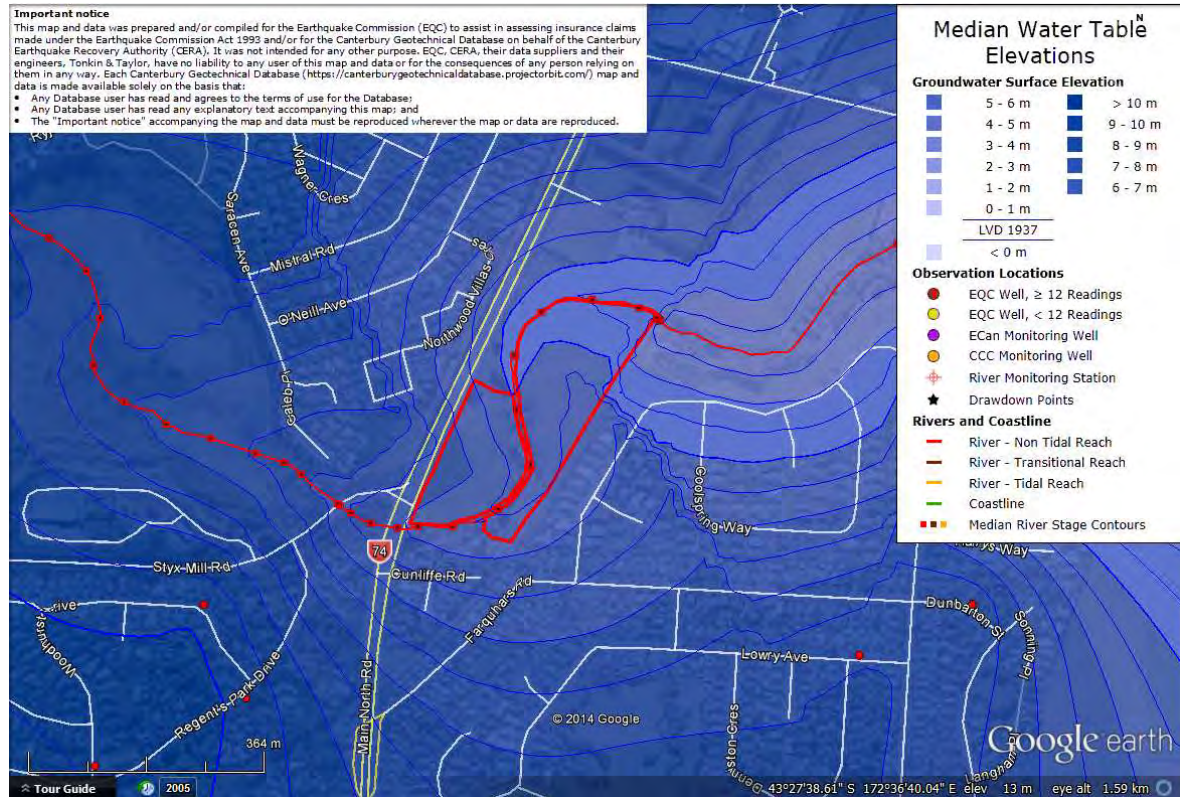 Important notice
This map and data was prepared and/or compiled for the Earthquake Commission (EQC) to assist in assessing insurance claims
made under the Earthquake Commission Act 1993 and/or for the Canterbury Geotechnical Database on behalf of the Canterbury
Earthquake Recovery Authority (CERA). It was not intended for any other purpose. EQC, CERA, their data suppliers and their
engineers, Tonkin & Taylor, have no liability to any user of this map and data or for the consequences of any person relying on
them in any way. Each Canterbury Geotechnical Database (https://canterburygeotechnicaldatabase.projectorbit.com/) map and
data is made available solely on the basis that:
• Any Database user has read and agrees to the terms of use for the Database;
• Any Database user has read any explanatory text accompanying this map; and
• The "Important notice" accompanying the map and data must be reproduced wherever the map or data are reproduced.
N
Median Water Table
Elevations
Groundwater Surface Elevation
5 - 6 m > 10 m
4 - 5 m 9 - 10 m
3 - 4 m 8 - 9 m
2 - 3 m 7 - 8 m
1 - 2 m 6 - 7 m
0 - 1 m
LVD 1937
< 0 m
Observation Locations
EQC Well, ≥ 12 Readings
EQC Well, < 12 Readings
ECan Monitoring Well
CCC Monitoring Well
River Monitoring Station
Drawdown Points
Rivers and Coastline
River - Non Tidal Reach
River - Transitional Reach
River - Tidal Reach
Coastline
Median River Stage Contours
Wagner Cres
Saracen Ave
Mistral Rd
O'Neill Ave
Northwood Villas Cres
Caleb Pl
Goolspring Way
74
Styx Mill Rd
Cunliffe Rd
Farquhars Rd
Dunbarton St
Sonning Pl
Lowry Ave
Woodhurst
Regent's Park Drive
Main North Rd
Langham Pl
© 2014 Google
Google earth
364 m
Tour Guide
2005
43°27'38.61" S 172°36'40.04" E elev 13 m eye alt 1.59 km